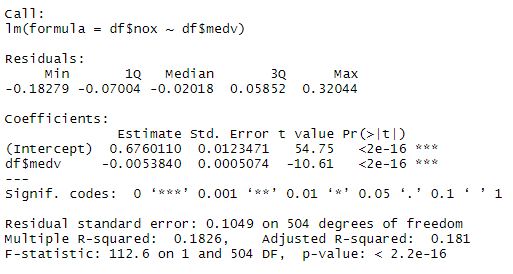 Call:
lm(formula = df$nox ~ df$medv)
Residuals:
     Min       1Q   Median       3Q      Max
-0.18279 -0.07004 -0.02018  0.05852  0.32044
Coefficients:
              Estimate Std. Error t value Pr(>|t|)
(Intercept)  0.6760110  0.0123471   54.75   <2e-16 ***
df$medv     -0.0053840  0.0005074  -10.61   <2e-16 ***
---
Signif. codes:  0 ‘***’ 0.001 ‘**’ 0.01 ‘*’ 0.05 ‘.’ 0.1 ‘ ’ 1
Residual standard error: 0.1049 on 504 degrees of freedom
Multiple R-squared:  0.1826,    Adjusted R-squared:  0.181
F-statistic: 112.6 on 1 and 504 DF,  p-value: < 2.2e-16